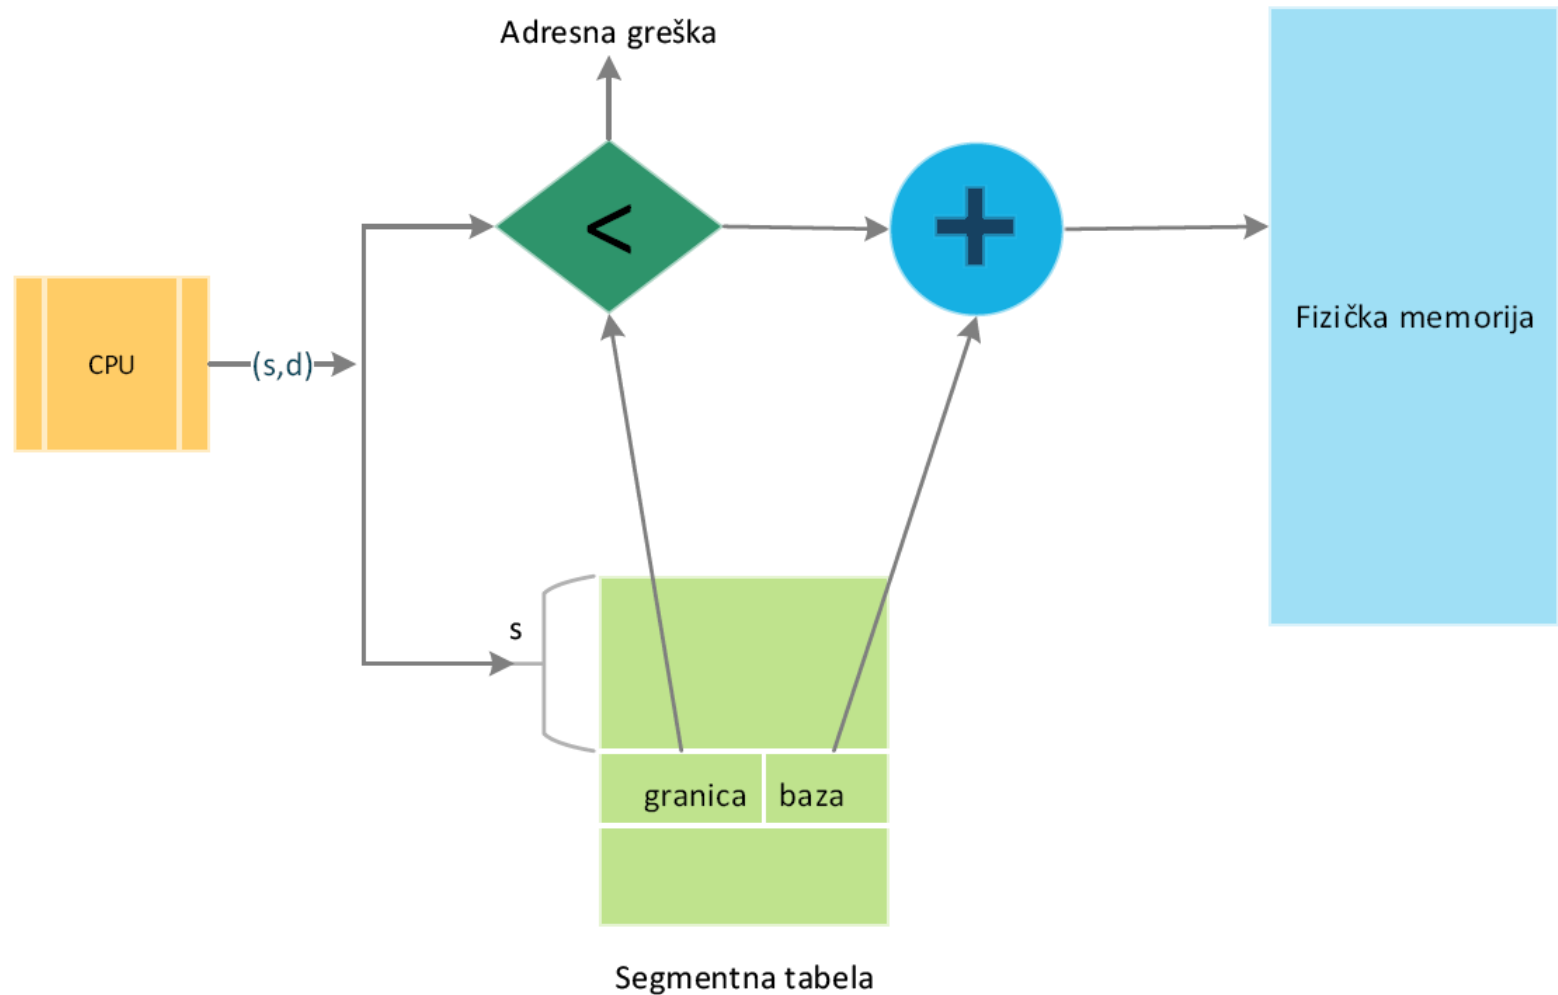 Adresna greška
<
+
CPU
(s,d)
Fizička memorija
s
granica
baza
Segmentna tabela